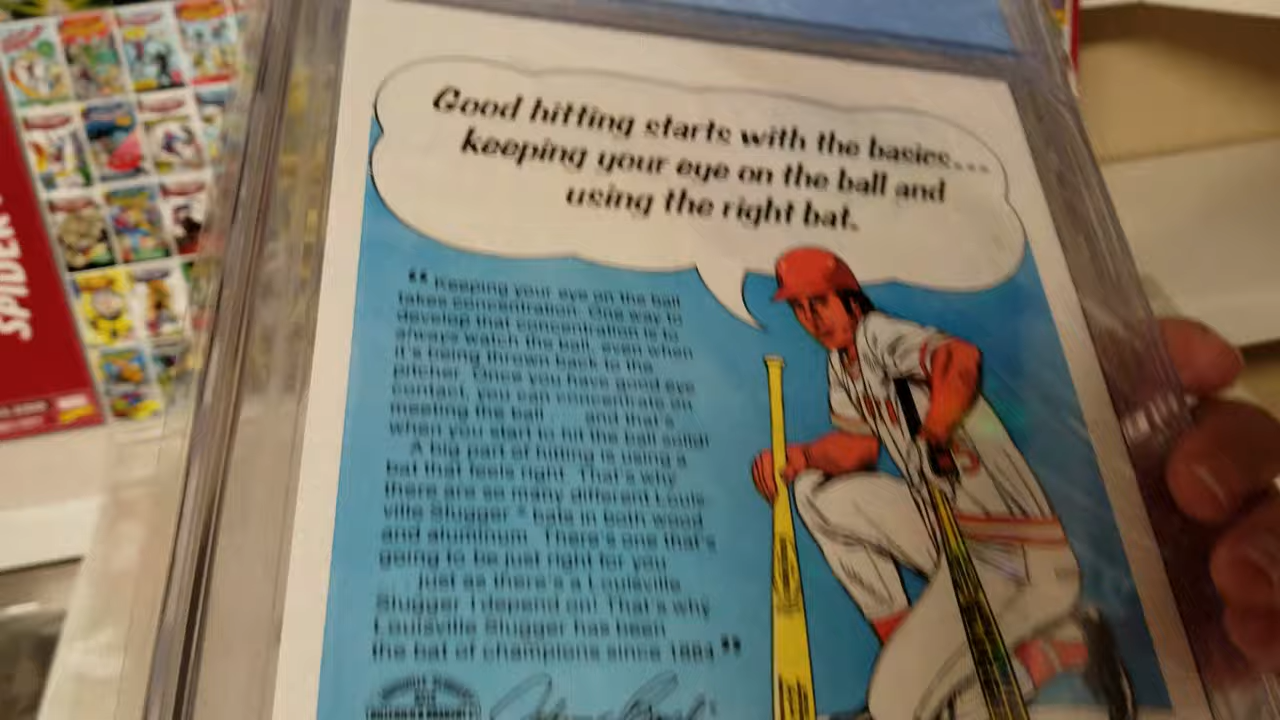 Good hitting starts with the basics...
keeping your eye on the ball and
using the right bat.
“ Keeping your eye on the ball
takes concentration. One way to
develop that concentration is to
always watch the ball, even when
it's being thrown back to the
pitcher. Once you have good eye
contact, you can concentrate on
meeting the ball . . . and that's
when you start to hit the ball solid!
A big part of hitting is using a
bat that feels right. That's why
there are so many different Louis-
ville Slugger® bats in both wood
and aluminum. There's one that's
going to be just right for you.
Just as there's a Louisville
Slugger I depend on! That's why
Louisville Slugger has been
the bat of champions since 1884.”
SPIDER